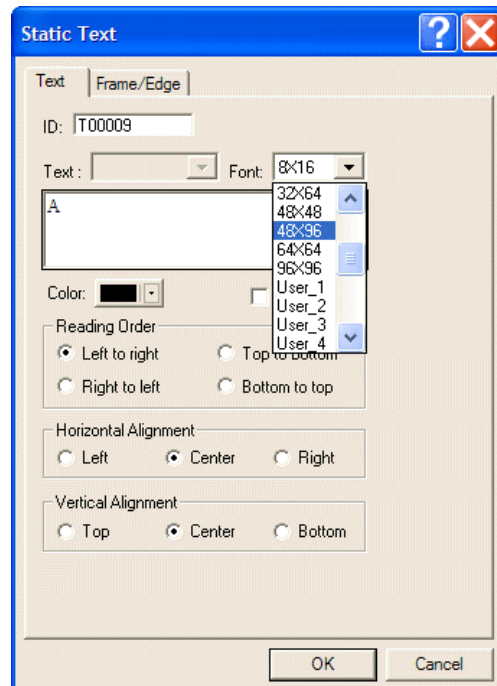 Static Text
Text Frame/Edge
ID: T00009
Text : Font: 8X16
A
32X64
48X48
48X96
64X64
96X96
User_1
User_2
User_3
User_4
Color:
Reading Order
Left to right Top to bottom
Right to left Bottom to top
Horizontal Alignment
Left Center Right
Vertical Alignment
Top Center Bottom
OK Cancel